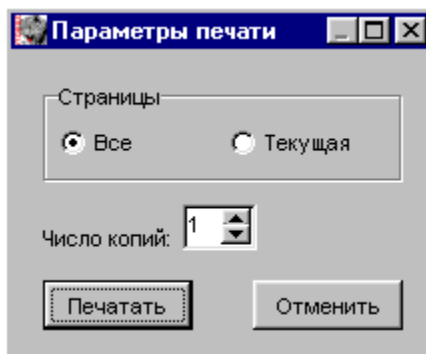 Параметры печати
Страницы
Все Текущая
Число копий: 1
Печатать Отменить